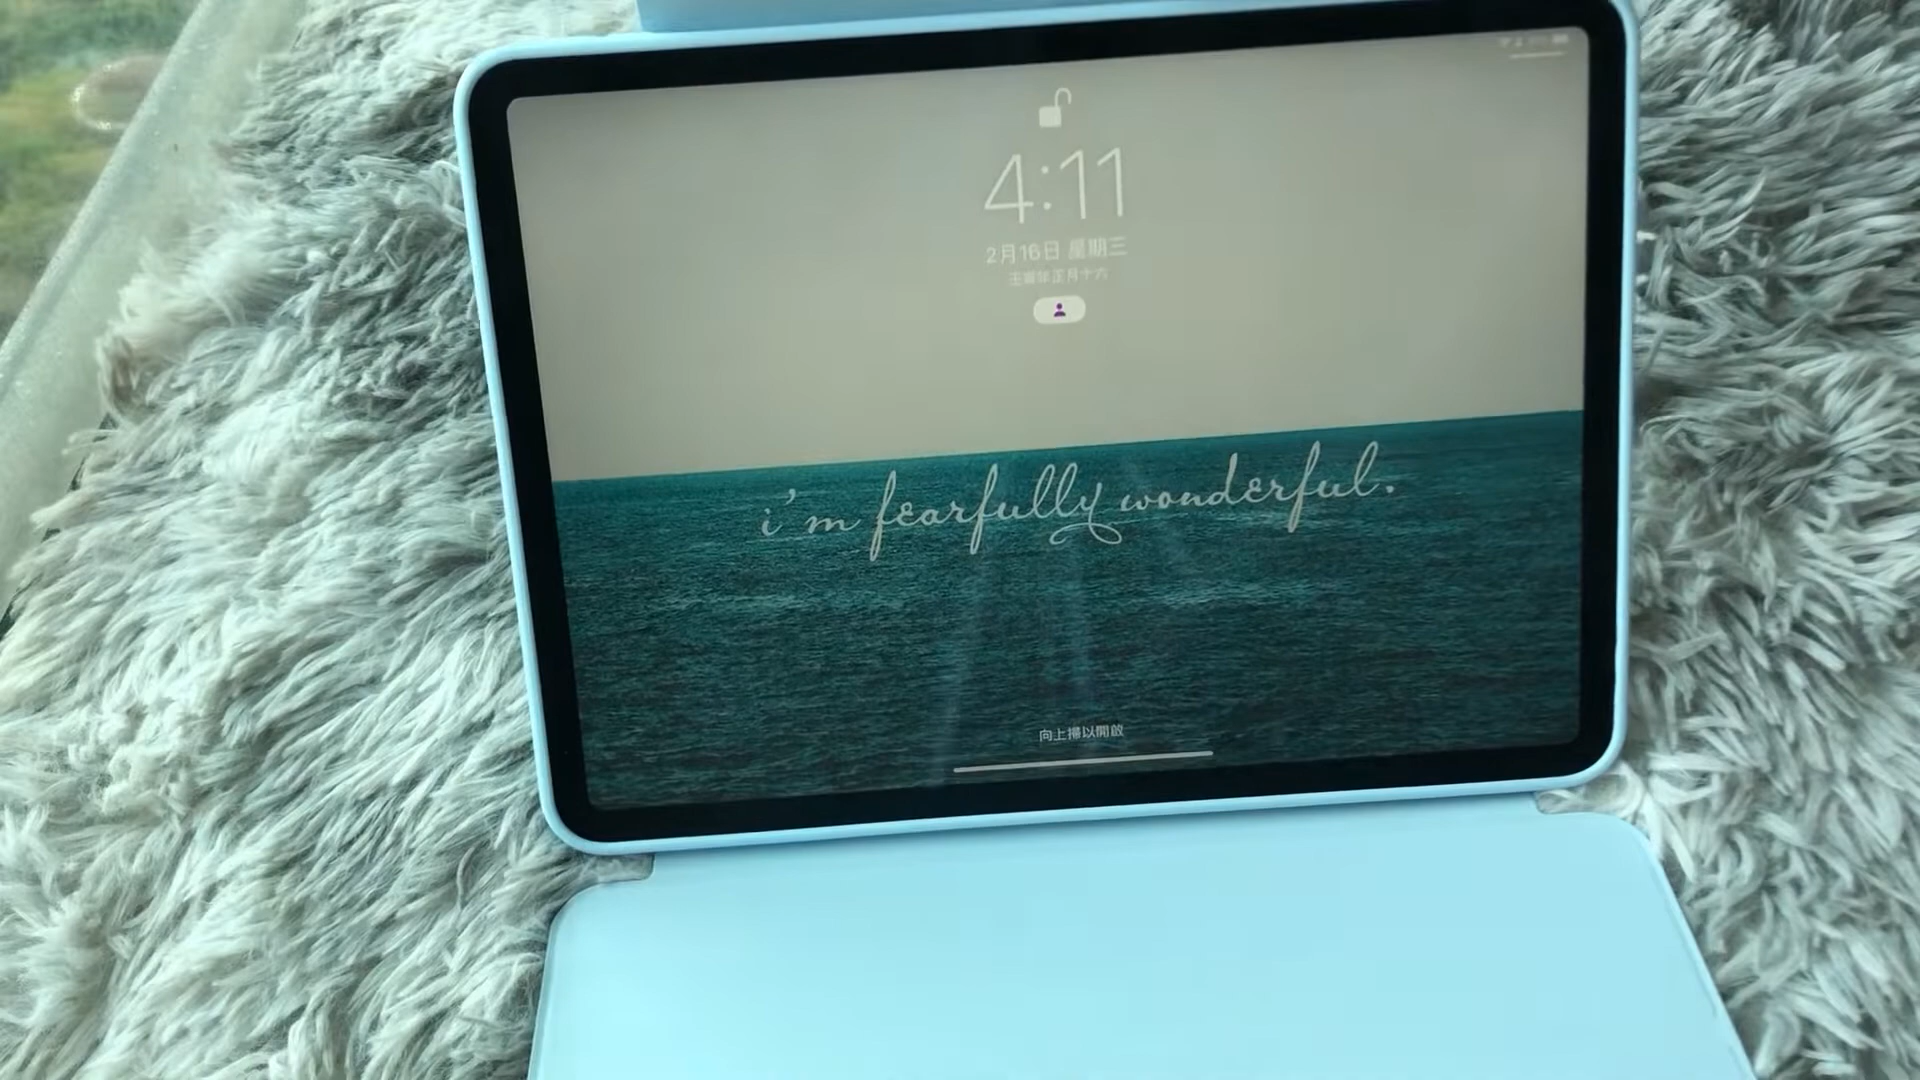 4:11
2月16日 星期三
壬寅年正月十六
i'm fearfully wonderful.
向上掃以開啟